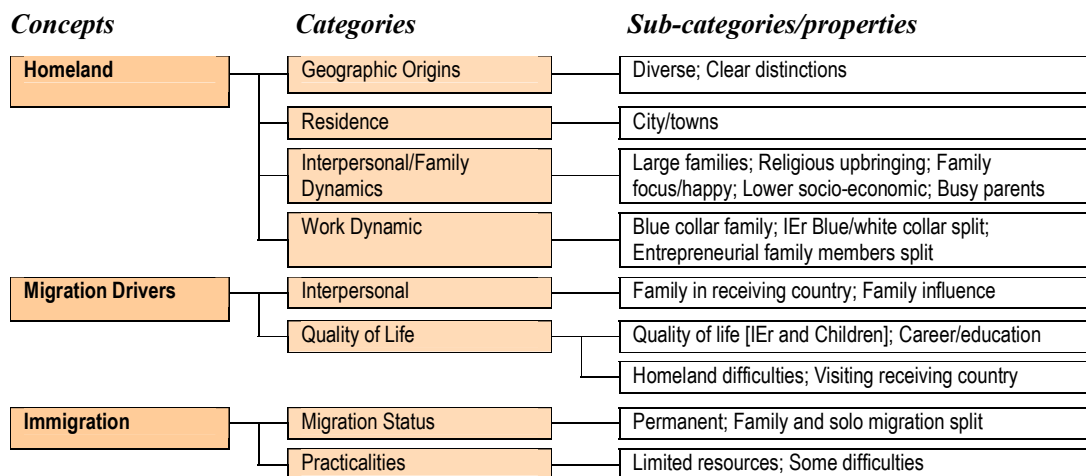 Concepts Categories Sub-categories/properties
Homeland Geographic Origins Diverse; Clear distinctions
Residence City/towns
Interpersonal/Family Large families; Religious upbringing; Family
Dynamics focus/happy; Lower socio-economic; Busy parents
Work Dynamic Blue collar family; IEr Blue/white collar split;
Entrepreneurial family members split
Migration Drivers Interpersonal Family in receiving country; Family influence
Quality of Life Quality of life [IEr and Children]; Career/education
Homeland difficulties; Visiting receiving country
Immigration Migration Status Permanent; Family and solo migration split
Practicalities Limited resources; Some difficulties